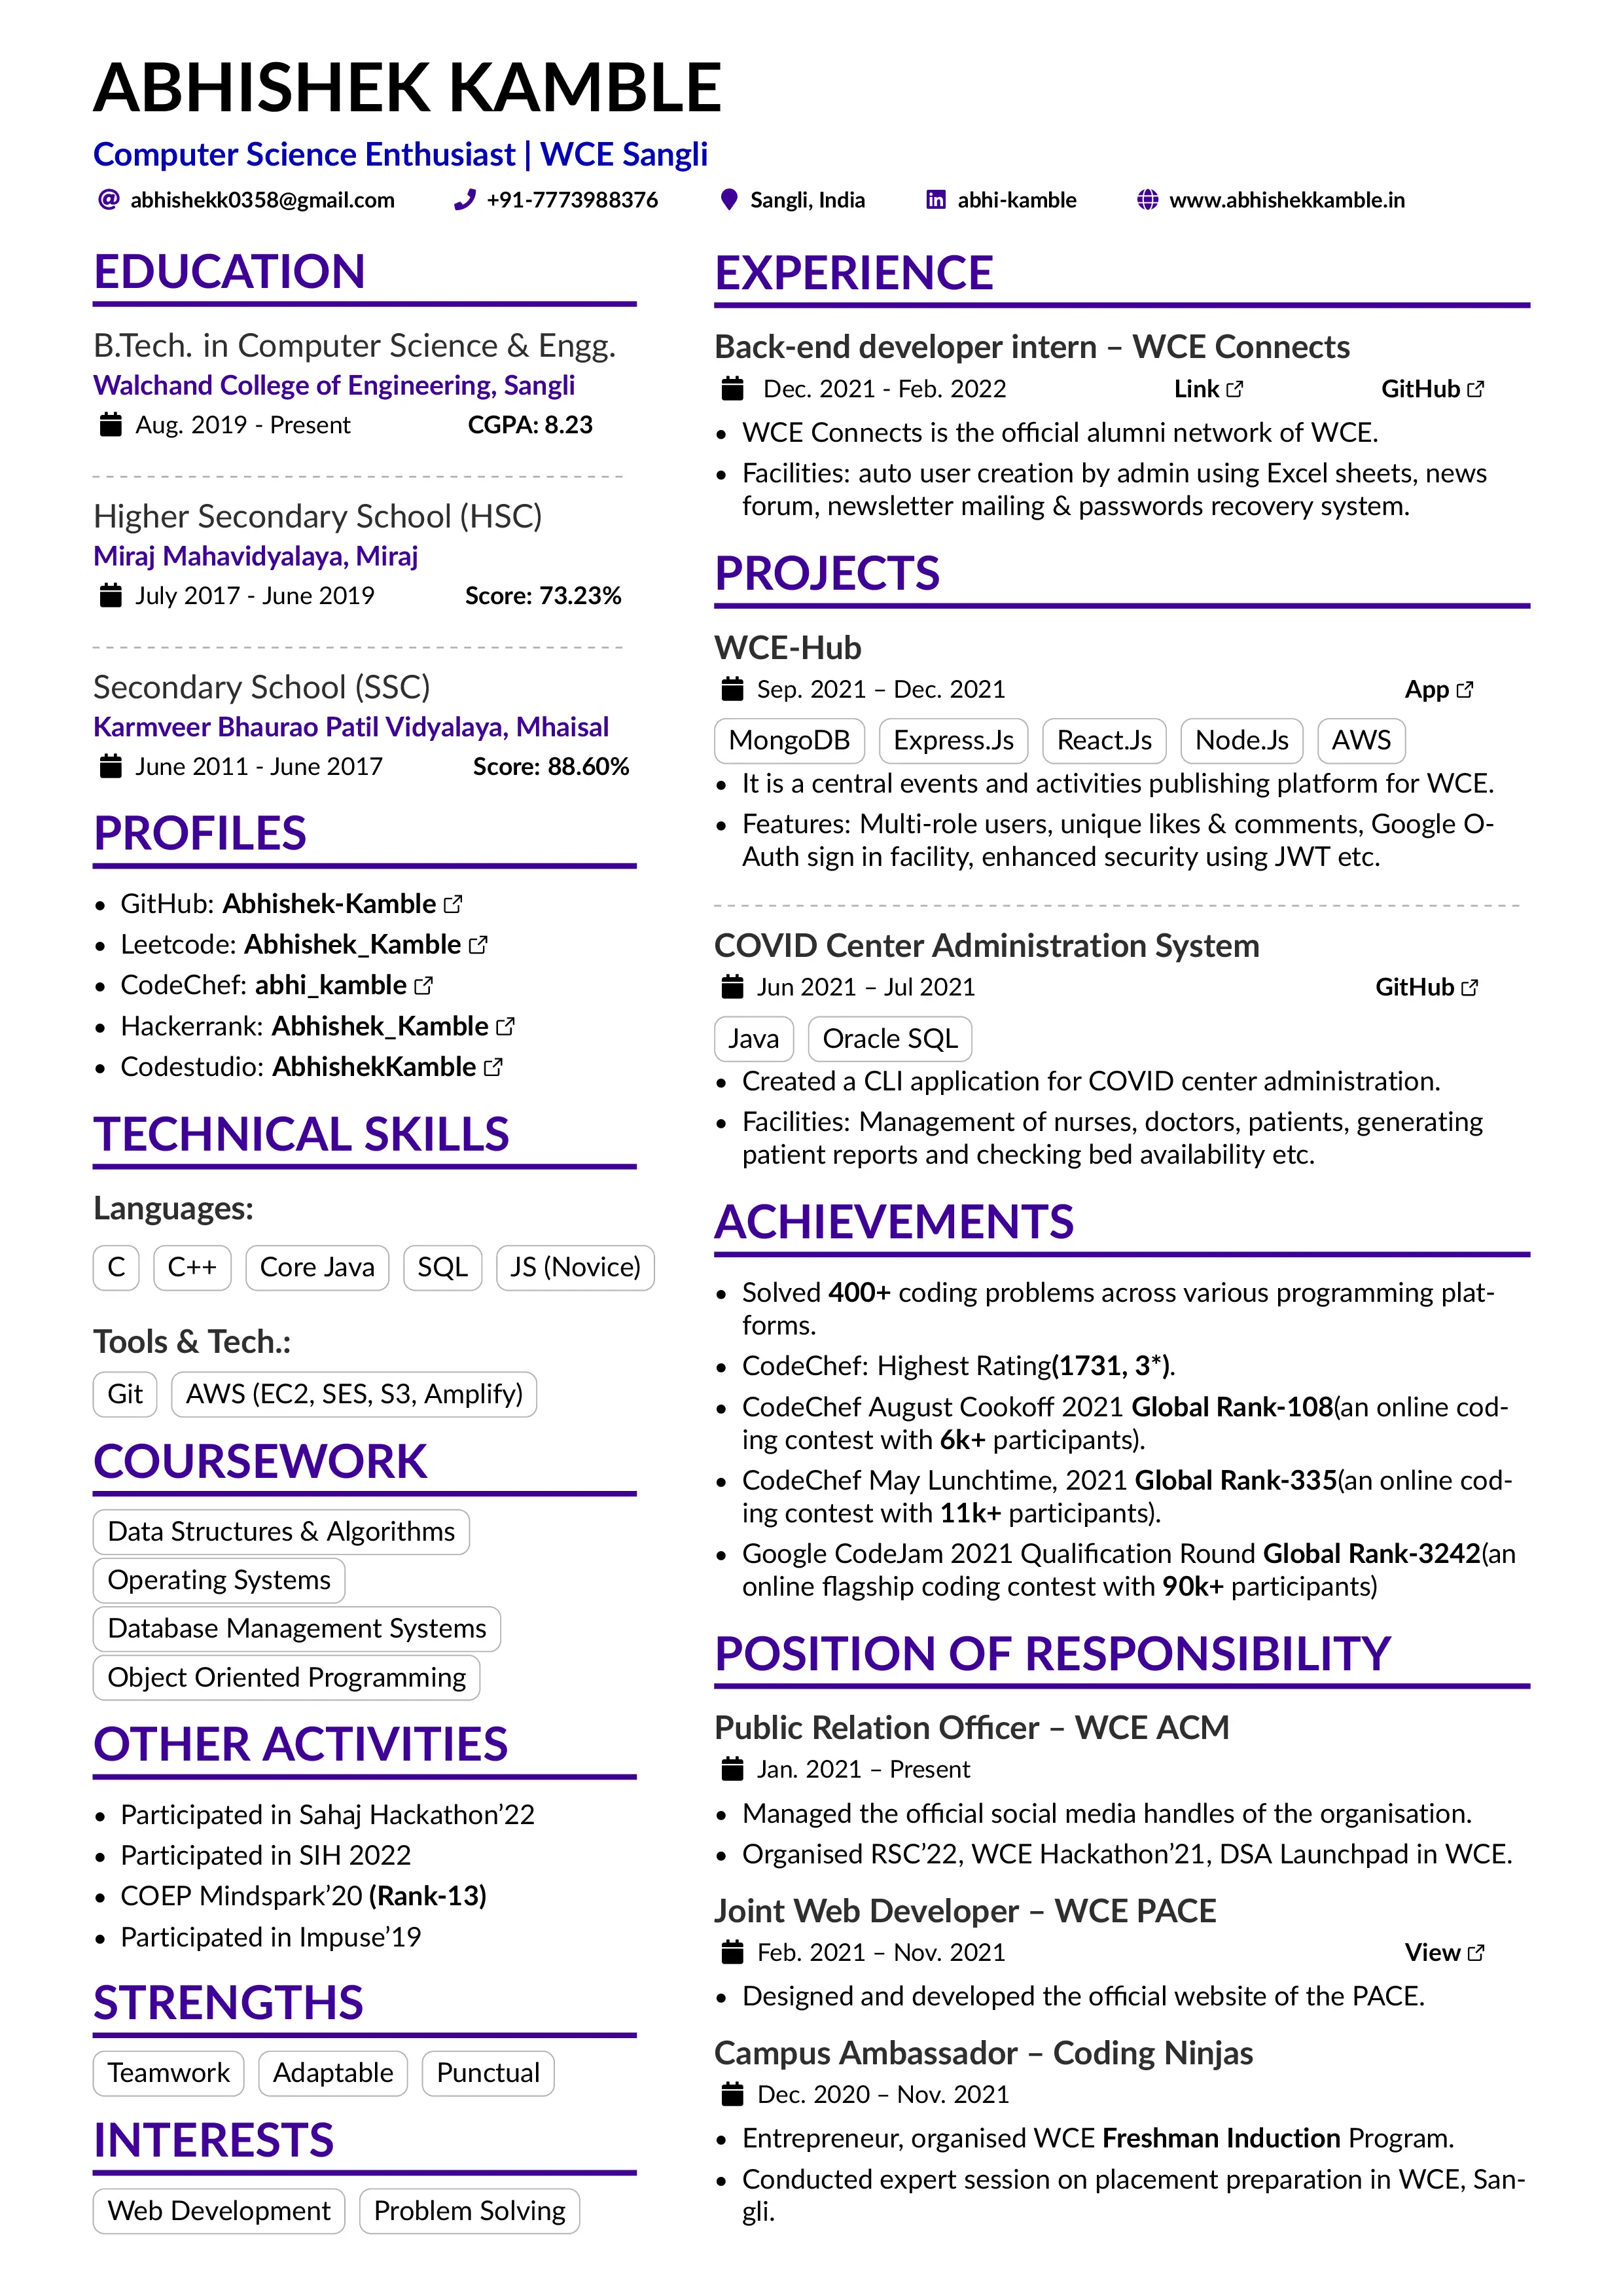 ABHISHEK KAMBLE
Computer Science Enthusiast | WCE Sangli
abhishekk0358@gmail.com +91-7773988376 Sangli, India abhi-kamble www.abhishekkamble.in
EDUCATION
B.Tech. in Computer Science & Engg.
Walchand College of Engineering, Sangli
Aug. 2019 - Present CGPA: 8.23
Higher Secondary School (HSC)
Miraj Mahavidyalaya, Miraj
July 2017 - June 2019 Score: 73.23%
Secondary School (SSC)
Karmveer Bhaurao Patil Vidyalaya, Mhaisal
June 2011 - June 2017 Score: 88.60%
PROFILES
• GitHub: Abhishek-Kamble
• Leetcode: Abhishek_Kamble
• CodeChef: abhi_kamble
• Hackerrank: Abhishek_Kamble
• Codestudio: AbhishekKamble
TECHNICAL SKILLS
Languages:
C C++ Core Java SQL JS (Novice)
Tools & Tech.:
Git AWS (EC2, SES, S3, Amplify)
COURSEWORK
Data Structures & Algorithms
Operating Systems
Database Management Systems
Object Oriented Programming
OTHER ACTIVITIES
• Participated in Sahaj Hackathon’22
• Participated in SIH 2022
• COEP Mindspark’20 (Rank-13)
• Participated in Impuse’19
STRENGTHS
Teamwork Adaptable Punctual
INTERESTS
Web Development Problem Solving
EXPERIENCE
Back-end developer intern – WCE Connects
Dec. 2021 - Feb. 2022 Link GitHub
• WCE Connects is the official alumni network of WCE.
• Facilities: auto user creation by admin using Excel sheets, news
forum, newsletter mailing & passwords recovery system.
PROJECTS
WCE-Hub
Sep. 2021 – Dec. 2021 App
MongoDB Express.Js React.Js Node.Js AWS
• It is a central events and activities publishing platform for WCE.
• Features: Multi-role users, unique likes & comments, Google O-
Auth sign in facility, enhanced security using JWT etc.
COVID Center Administration System
Jun 2021 – Jul 2021 GitHub
Java Oracle SQL
• Created a CLI application for COVID center administration.
• Facilities: Management of nurses, doctors, patients, generating
patient reports and checking bed availability etc.
ACHIEVEMENTS
• Solved 400+ coding problems across various programming plat-
forms.
• CodeChef: Highest Rating(1731, 3*).
• CodeChef August Cookoff 2021 Global Rank-108(an online cod-
ing contest with 6k+ participants).
• CodeChef May Lunchtime, 2021 Global Rank-335(an online cod-
ing contest with 11k+ participants).
• Google CodeJam 2021 Qualification Round Global Rank-3242(an
online flagship coding contest with 90k+ participants)
POSITION OF RESPONSIBILITY
Public Relation Officer – WCE ACM
Jan. 2021 – Present
• Managed the official social media handles of the organisation.
• Organised RSC’22, WCE Hackathon’21, DSA Launchpad in WCE.
Joint Web Developer – WCE PACE
Feb. 2021 – Nov. 2021 View
• Designed and developed the official website of the PACE.
Campus Ambassador – Coding Ninjas
Dec. 2020 – Nov. 2021
• Entrepreneur, organised WCE Freshman Induction Program.
• Conducted expert session on placement preparation in WCE, San-
gli.